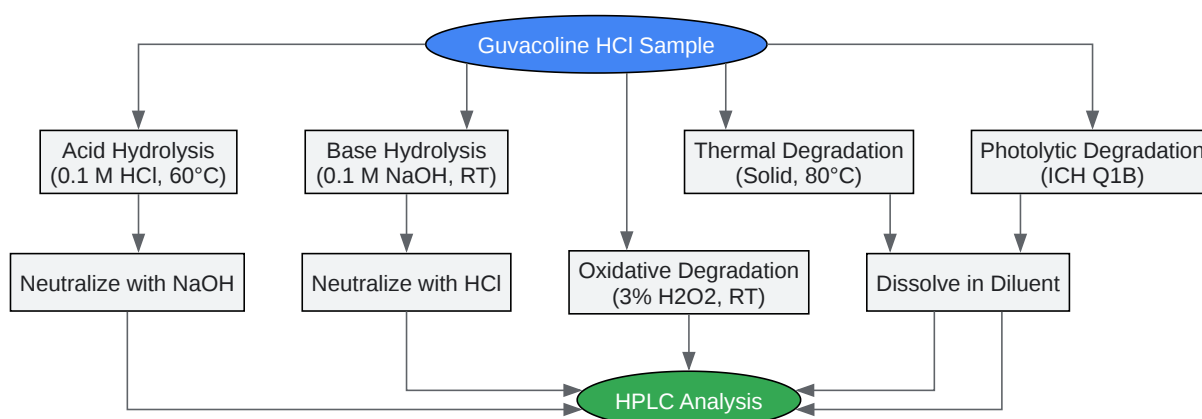 Guvacoline HCl Sample
Acid Hydrolysis
(0.1 M HCl, 60°C)
Base Hydrolysis
(0.1 M NaOH, RT)
Thermal Degradation
(Solid, 80°C)
Photolytic Degradation
(ICH Q1B)
Neutralize with NaOH
Neutralize with HCl
Oxidative Degradation
(3% H2O2, RT)
Dissolve in Diluent
HPLC Analysis